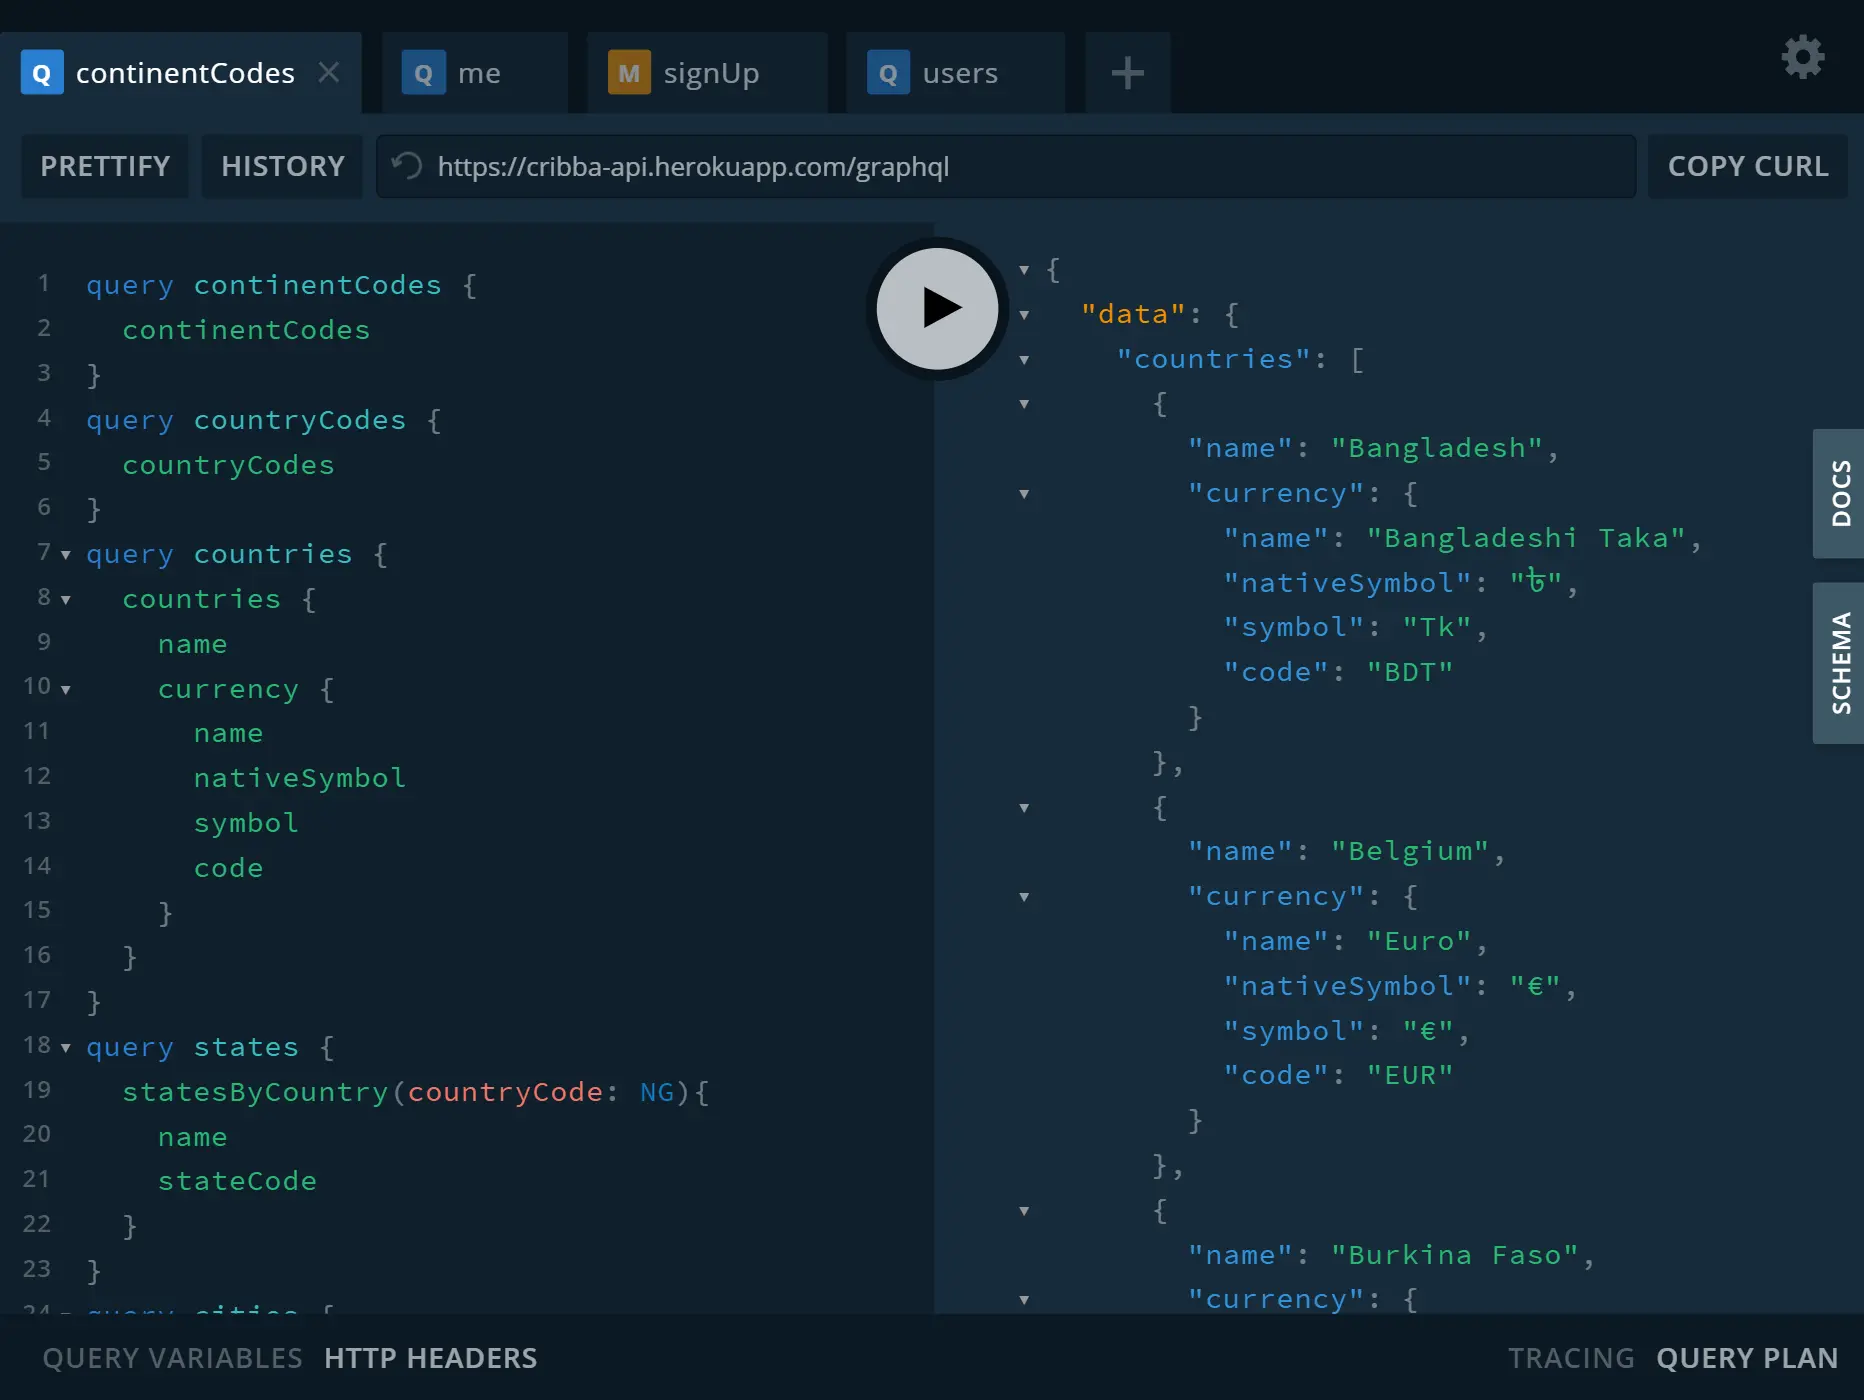 Q continentCodes
Q me
M signUp
Q users
PRETTIFY
HISTORY
https://cribba-api.herokuapp.com/graphql
COPY CURL
1 query continentCodes {
2 continentCodes
3 }
4 query countryCodes {
5 countryCodes
6 }
7 query countries {
8 countries {
9 name
10 currency {
11 name
12 nativeSymbol
13 symbol
14 code
15 }
16 }
17 }
18 query states {
19 statesByCountry(countryCode: NG){
20 name
21 stateCode
22 }
23 }
24 query cities {
{
"data": {
"countries": [
{
"name": "Bangladesh",
"currency": {
"name": "Bangladeshi Taka",
"nativeSymbol": "৳",
"symbol": "Tk",
"code": "BDT"
}
},
{
"name": "Belgium",
"currency": {
"name": "Euro",
"nativeSymbol": "€",
"symbol": "€",
"code": "EUR"
}
},
{
"name": "Burkina Faso",
"currency": {
DOCS
SCHEMA
QUERY VARIABLES
HTTP HEADERS
TRACING
QUERY PLAN